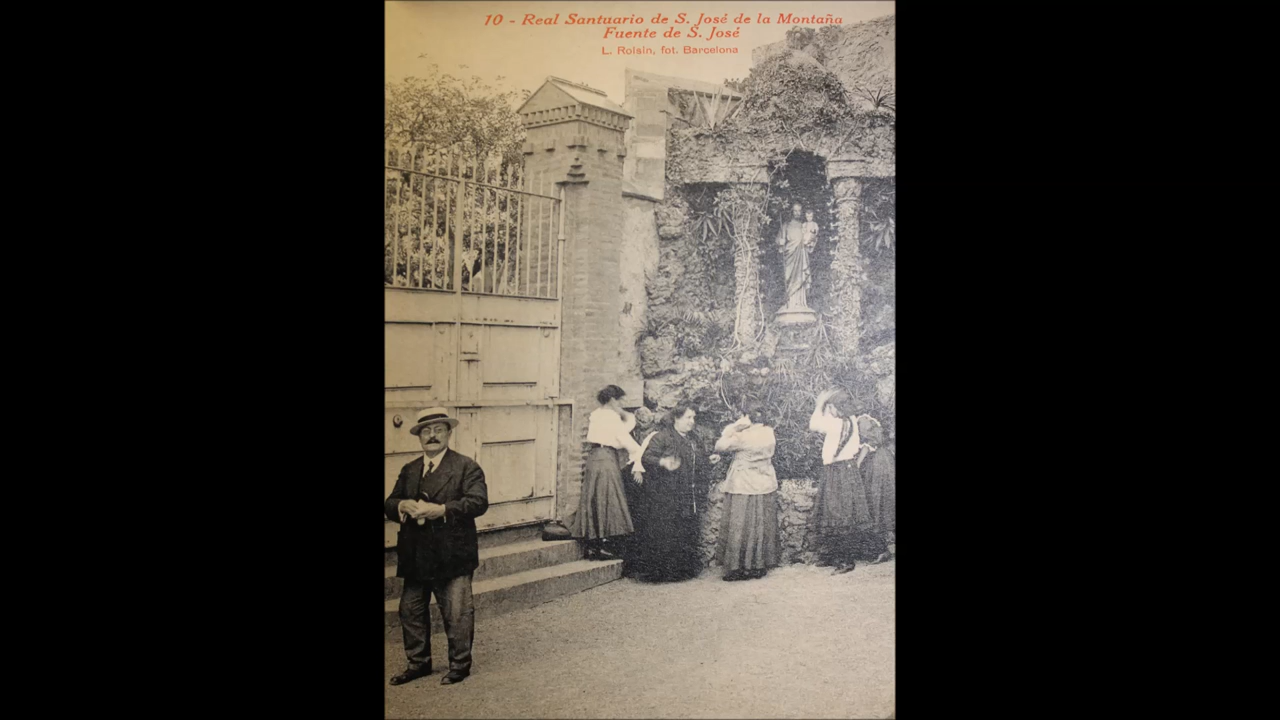 10 - Real Santuario de S. José de la Montaña
Fuente de S. José
L. Roisin, fot. Barcelona